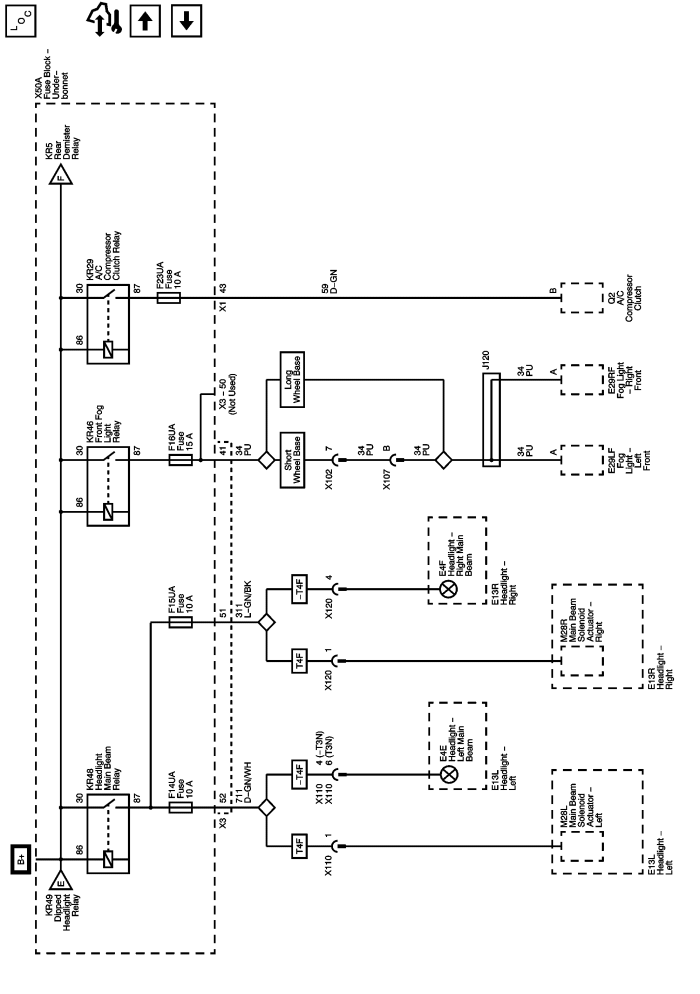 LOC
X50A
Fuse Block –
Under–
bonnet
KR5
Rear
Demister
Relay
F
KR29
A/C
Compressor
Clutch Relay
30
86
87
F23UA
Fuse
10 A
43
X1
59
D–GN
B
Q2
A/C
Compressor
Clutch
KR46
Front Fog
Light
Relay
30
86
87
F16UA
Fuse
15 A
X3 – 50
(Not Used)
41
34
PU
Long
Wheel Base
Short
Wheel Base
7
X102
34
PU
B
X107
34
PU
J120
34
PU
A
E29RF
Fog Light
– Right
Front
34
PU
A
E29LF
Fog
Light –
Left
Front
F15UA
Fuse
10 A
51
311
L–GN/BK
–T4F
4
X120
E4F
Headlight –
Right Main
Beam
E13R
Headlight –
Right
T4F
1
X120
M28R
Main Beam
Solenoid
Actuator –
Right
E13R
Headlight –
Right
KR48
Headlight
Main Beam
Relay
30
86
87
F14UA
Fuse
10 A
52
X3
711
D–GN/WH
–T4F
4 (–T3N)
6 (T3N)
X110
X110
E4E
Headlight –
Left Main
Beam
E13L
Headlight –
Left
T4F
1
X110
M28L
Main Beam
Solenoid
Actuator –
Left
E13L
Headlight –
Left
B+
E
KR49
Dipped
Headlight
Relay